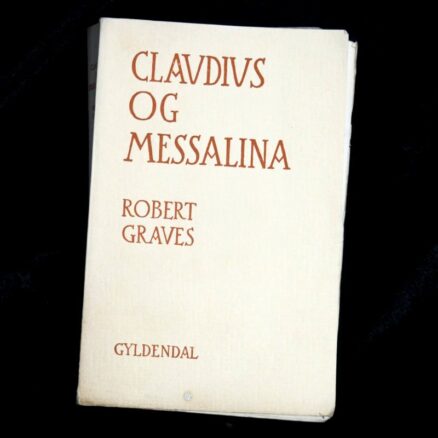 CLAVDIVS
OG
MESSALINA
ROBERT
GRAVES
GYLDENDAL